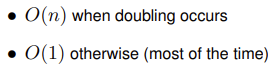 • O(n) when doubling occurs
• O(1) otherwise (most of the time)